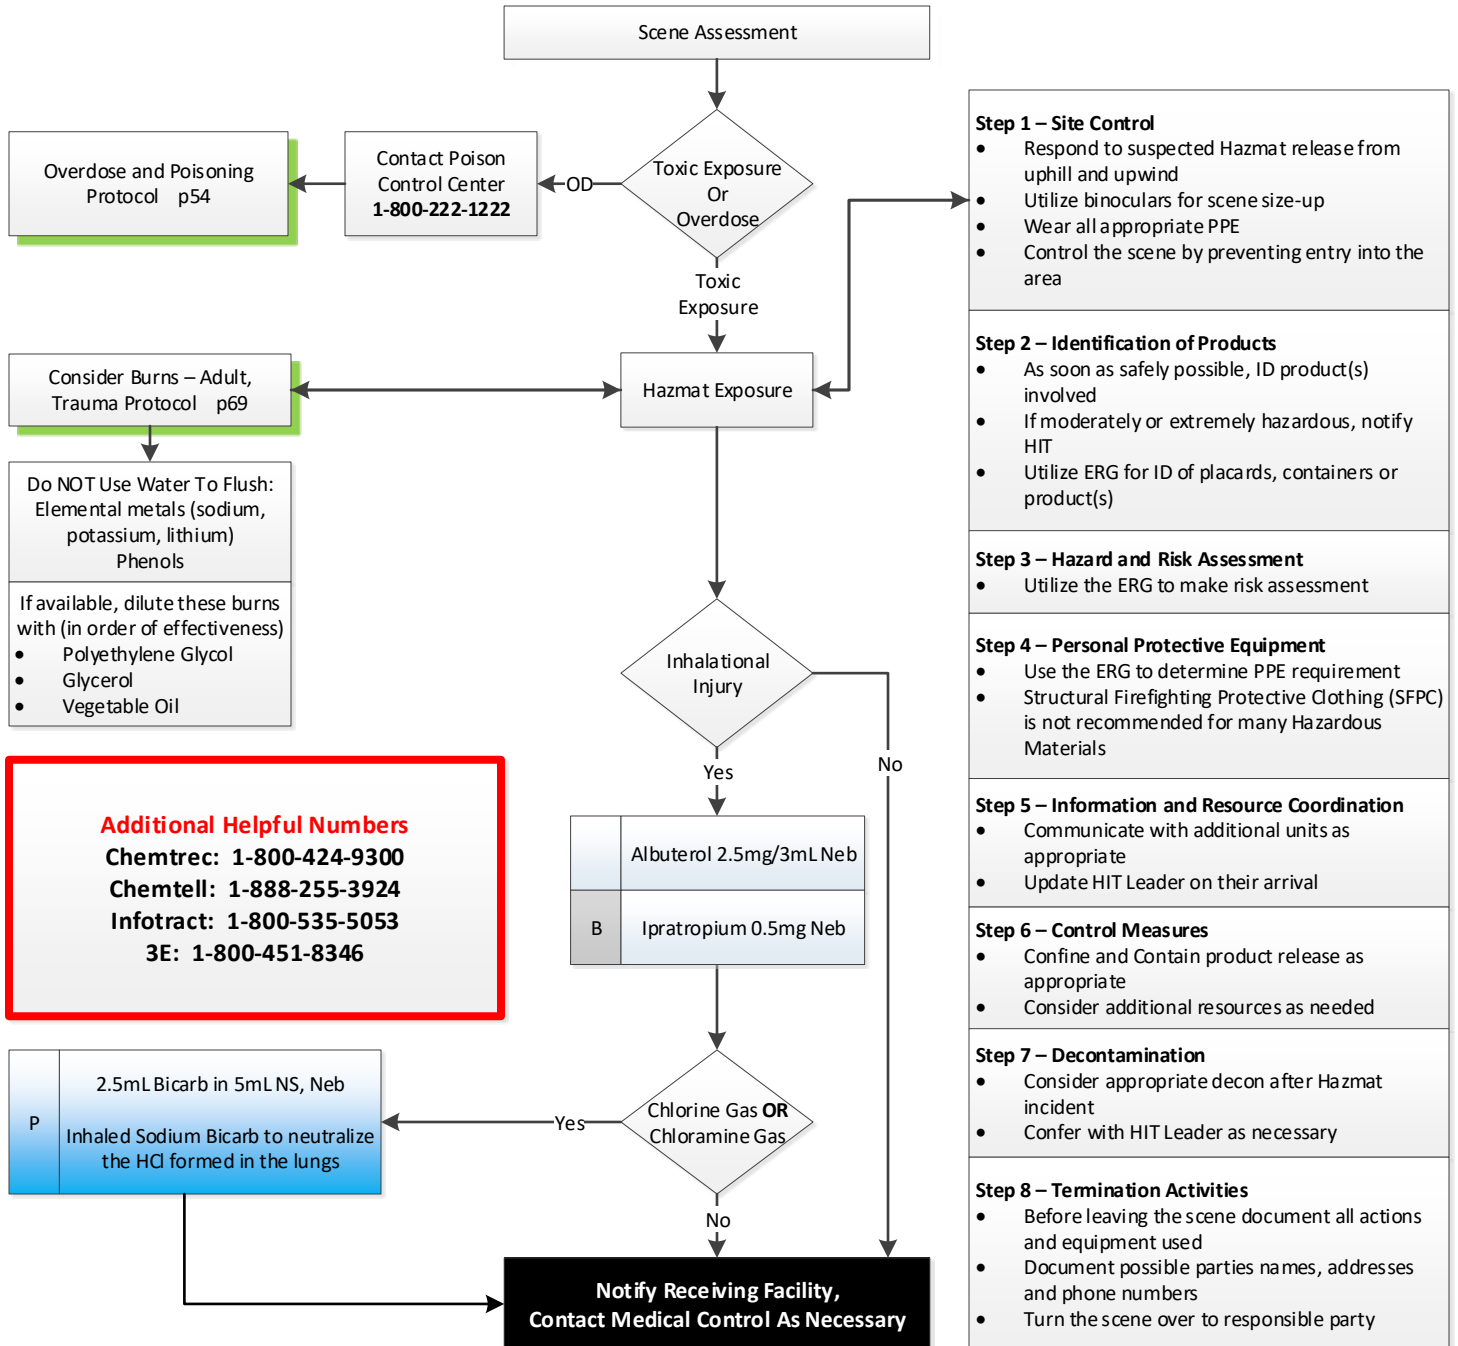 Scene Assessment
Toxic Exposure
Or
Overdose
OD
Contact Poison
Control Center
1-800-222-1222
Overdose and Poisoning
Protocol p54
Toxic
Exposure
Hazmat Exposure
Consider Burns – Adult,
Trauma Protocol p69
Do NOT Use Water To Flush:
Elemental metals (sodium,
potassium, lithium)
Phenols
If available, dilute these burns
with (in order of effectiveness)
• Polyethylene Glycol
• Glycerol
• Vegetable Oil
Additional Helpful Numbers
Chemtrec: 1-800-424-9300
Chemtell: 1-888-255-3924
Infotract: 1-800-535-5053
3E: 1-800-451-8346
Inhalational
Injury
Yes
No
Albuterol 2.5mg/3mL Neb
B
Ipratropium 0.5mg Neb
Chlorine Gas OR
Chloramine Gas
Yes
P
2.5mL Bicarb in 5mL NS, Neb
Inhaled Sodium Bicarb to neutralize
the HCl formed in the lungs
No
Notify Receiving Facility,
Contact Medical Control As Necessary
Step 1 – Site Control
• Respond to suspected Hazmat release from
uphill and upwind
• Utilize binoculars for scene size-up
• Wear all appropriate PPE
• Control the scene by preventing entry into the
area
Step 2 – Identification of Products
• As soon as safely possible, ID product(s)
involved
• If moderately or extremely hazardous, notify
HIT
• Utilize ERG for ID of placards, containers or
product(s)
Step 3 – Hazard and Risk Assessment
• Utilize the ERG to make risk assessment
Step 4 – Personal Protective Equipment
• Use the ERG to determine PPE requirement
• Structural Firefighting Protective Clothing (SFPC)
is not recommended for many Hazardous
Materials
Step 5 – Information and Resource Coordination
• Communicate with additional units as
appropriate
• Update HIT Leader on their arrival
Step 6 – Control Measures
• Confine and Contain product release as
appropriate
• Consider additional resources as needed
Step 7 – Decontamination
• Consider appropriate decon after Hazmat
incident
• Confer with HIT Leader as necessary
Step 8 – Termination Activities
• Before leaving the scene document all actions
and equipment used
• Document possible parties names, addresses
and phone numbers
• Turn the scene over to responsible party